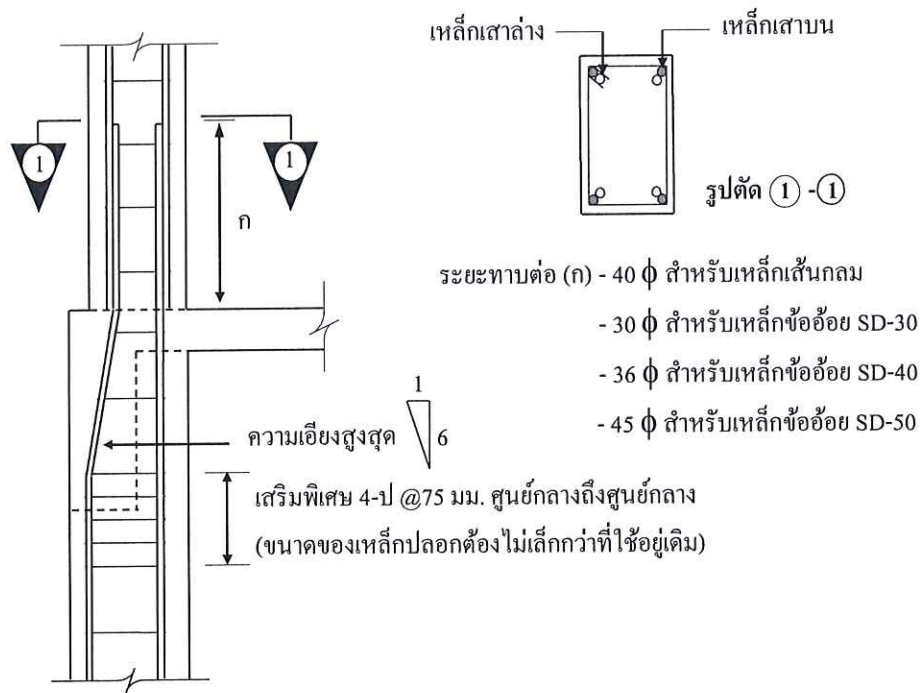 เหล็กเสาล่าง
เหล็กเสาบน
1
1
ก
รูปตัด 1 - 1
ระยะทาบต่อ (ก) - 40 ϕ สำหรับเหล็กเส้นกลม
- 30 ϕ สำหรับเหล็กข้ออ้อย SD-30
- 36 ϕ สำหรับเหล็กข้ออ้อย SD-40
- 45 ϕ สำหรับเหล็กข้ออ้อย SD-50
1
ความเอียงสูงสุด
6
เสริมพิเศษ 4-ป @75 มม. ศูนย์กลางถึงศูนย์กลาง
(ขนาดของเหล็กปลอกต้องไม่เล็กกว่าที่ใช้อยู่เดิม)